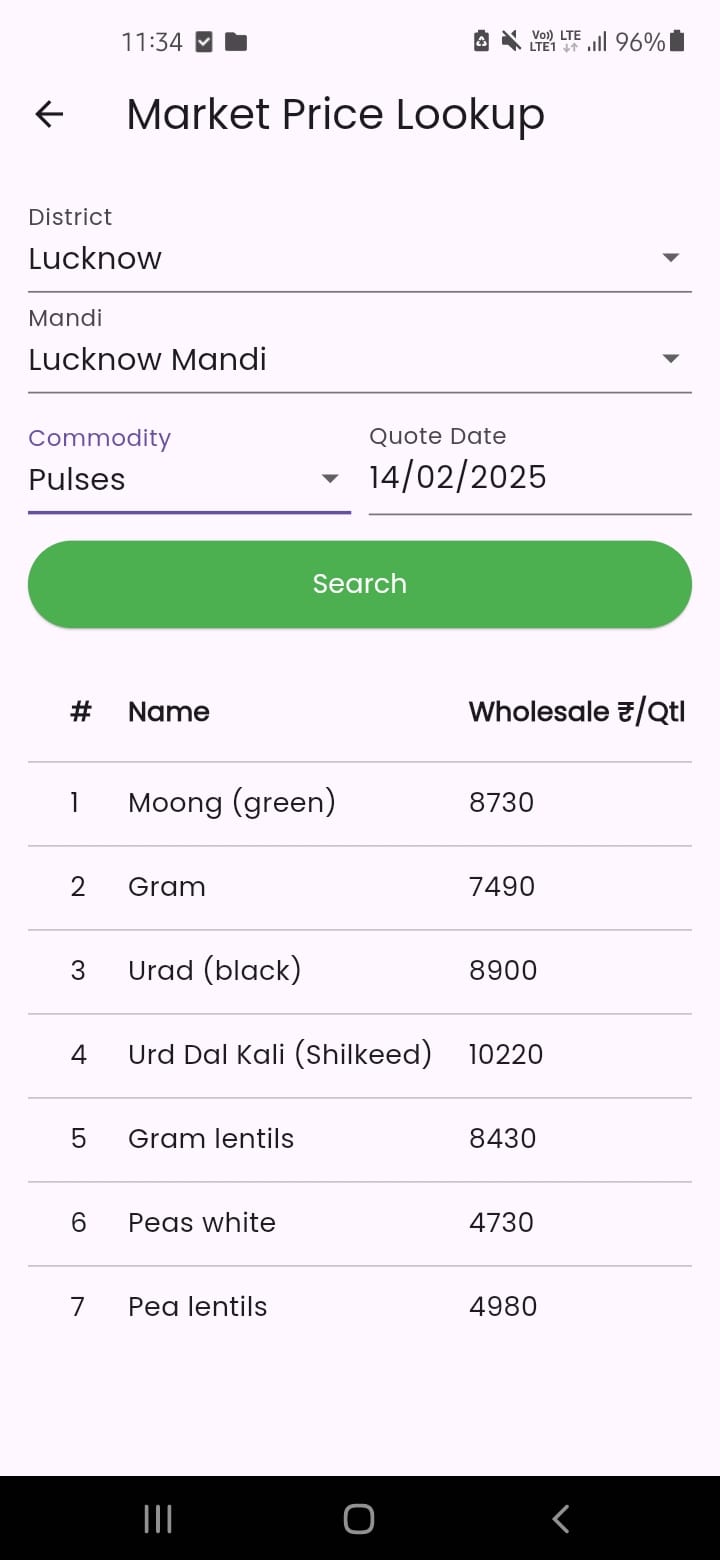 11:34 Vo)) LTE LTE1 96%
Market Price Lookup
District
Lucknow
Mandi
Lucknow Mandi
Commodity Quote Date
Pulses 14/02/2025
Search
# Name Wholesale ₹/Qtl
1 Moong (green) 8730
2 Gram 7490
3 Urad (black) 8900
4 Urd Dal Kali (Shilkeed) 10220
5 Gram lentils 8430
6 Peas white 4730
7 Pea lentils 4980